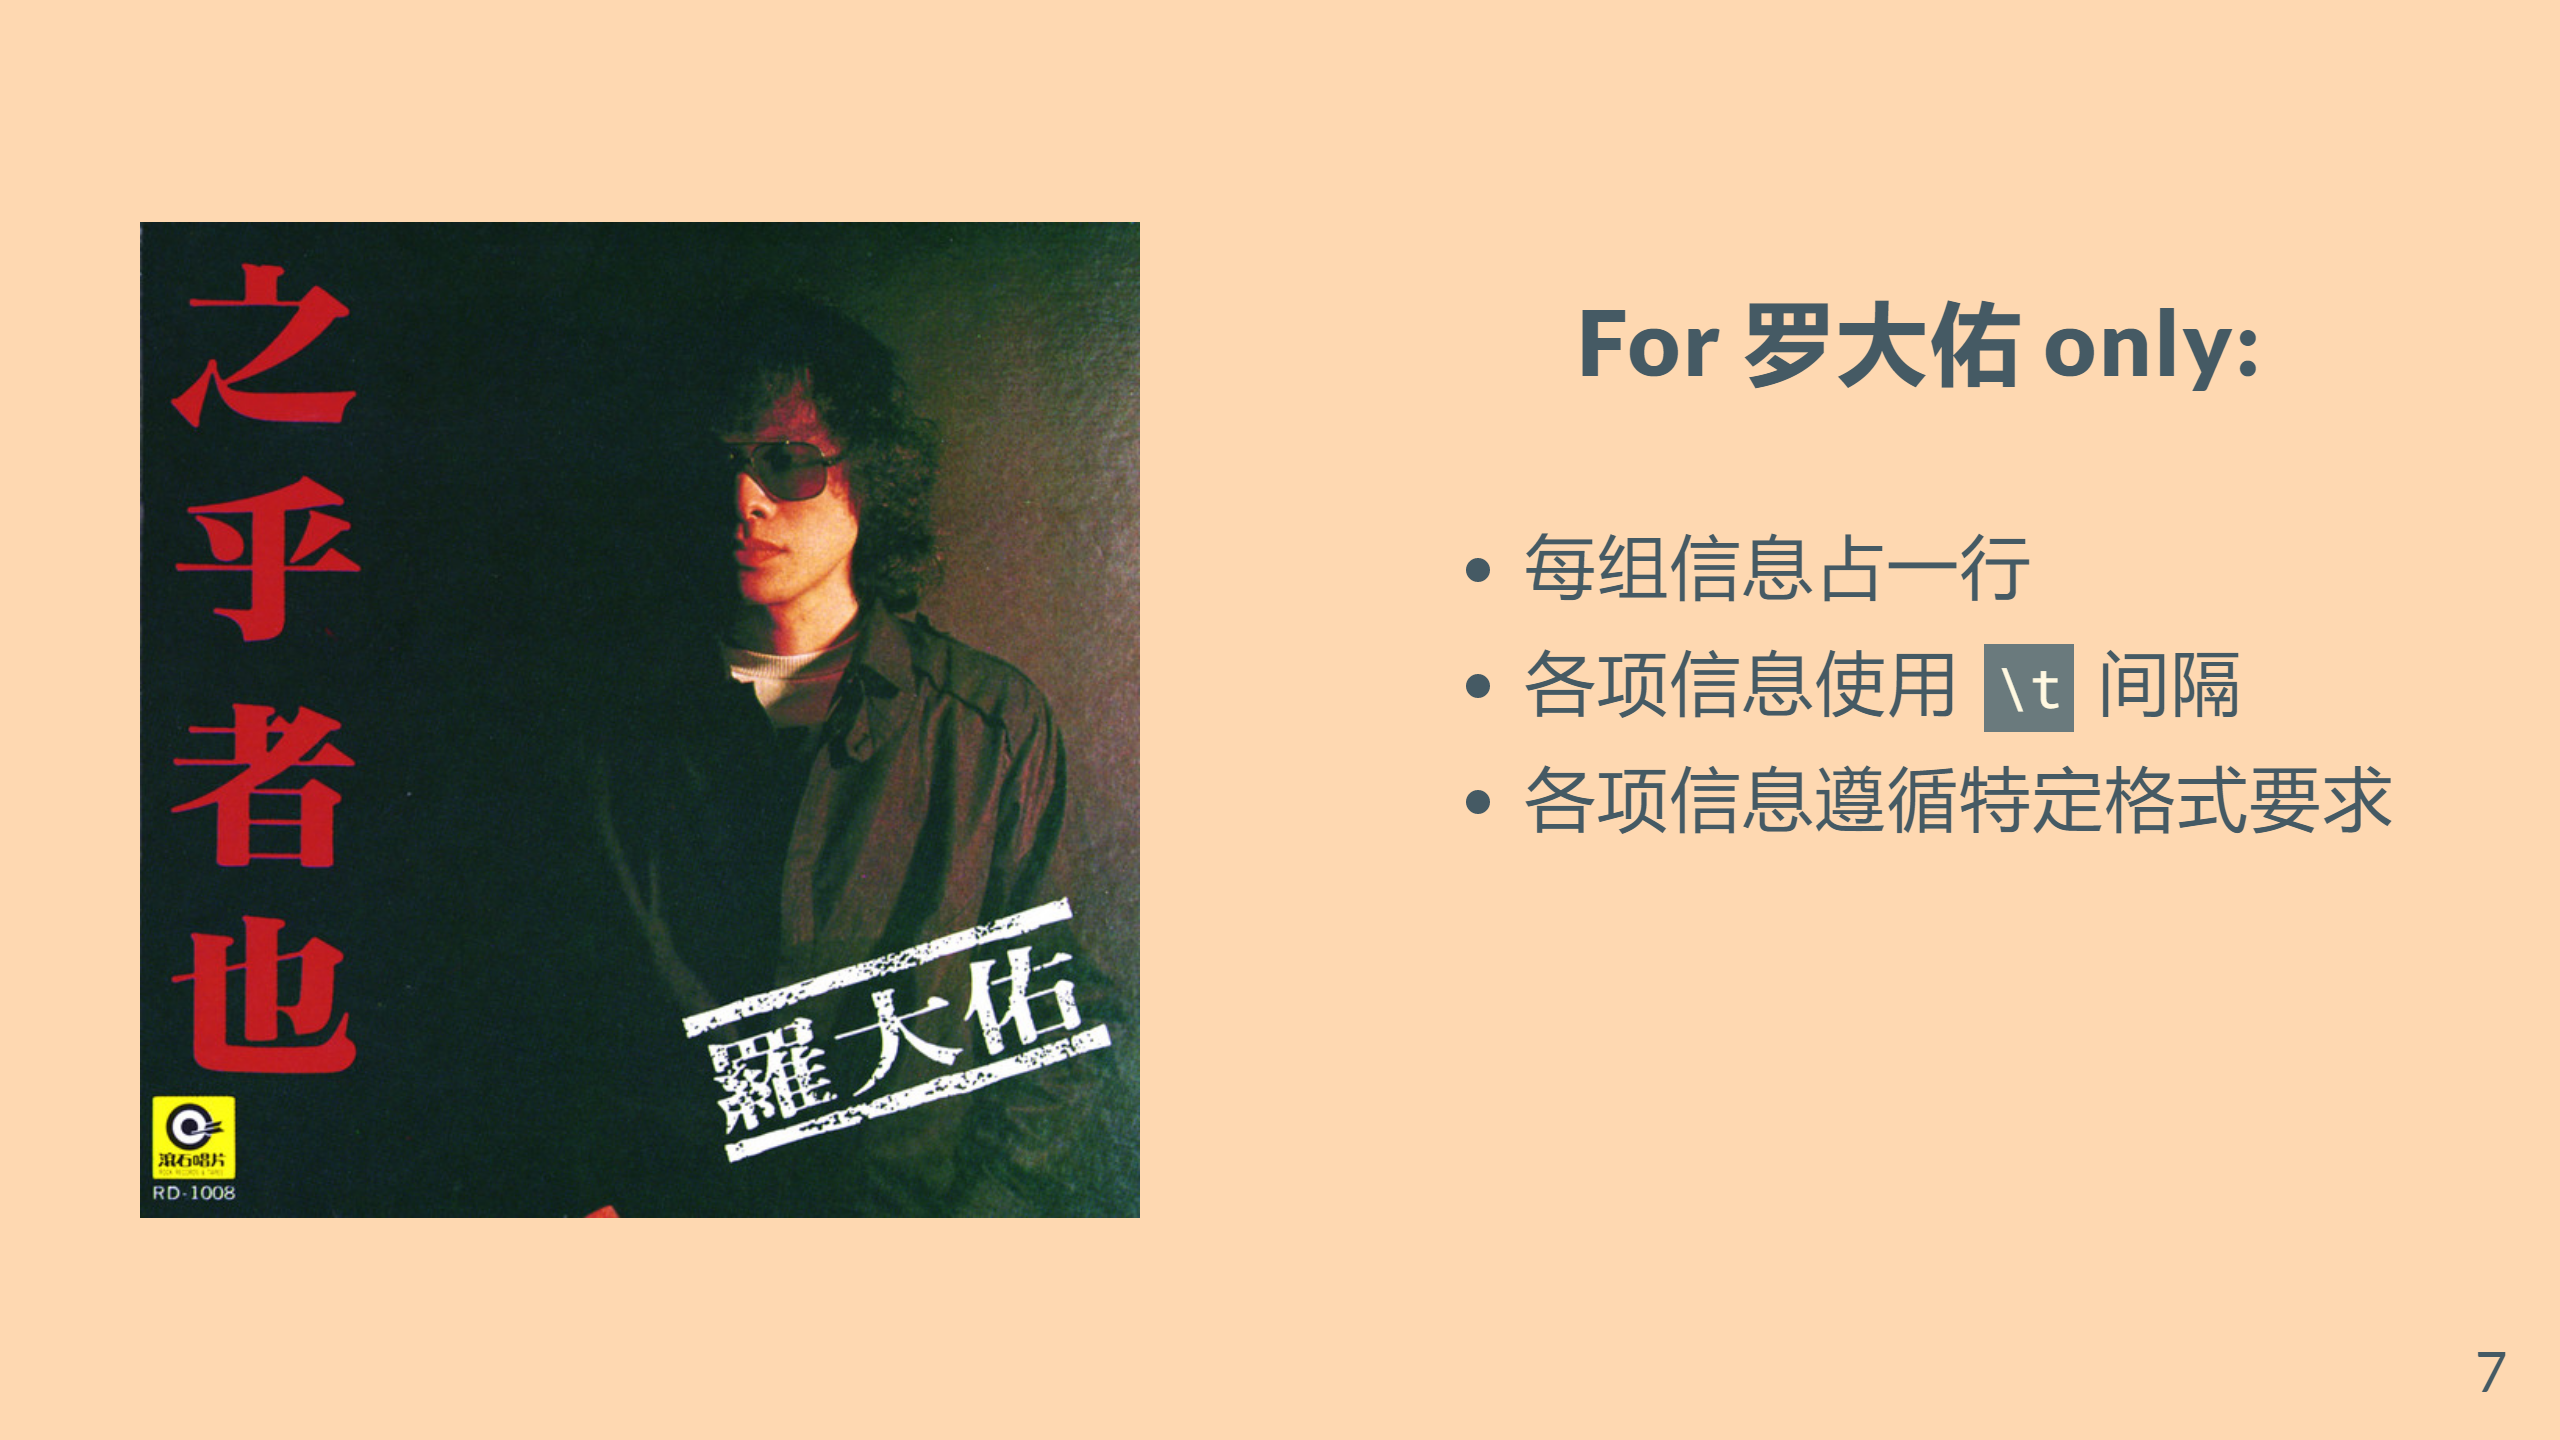 之乎者也
羅大佑
滾石唱片
RD-1008
For 罗大佑 only:
每组信息占一行
各项信息使用 \t 间隔
各项信息遵循特定格式要求
7